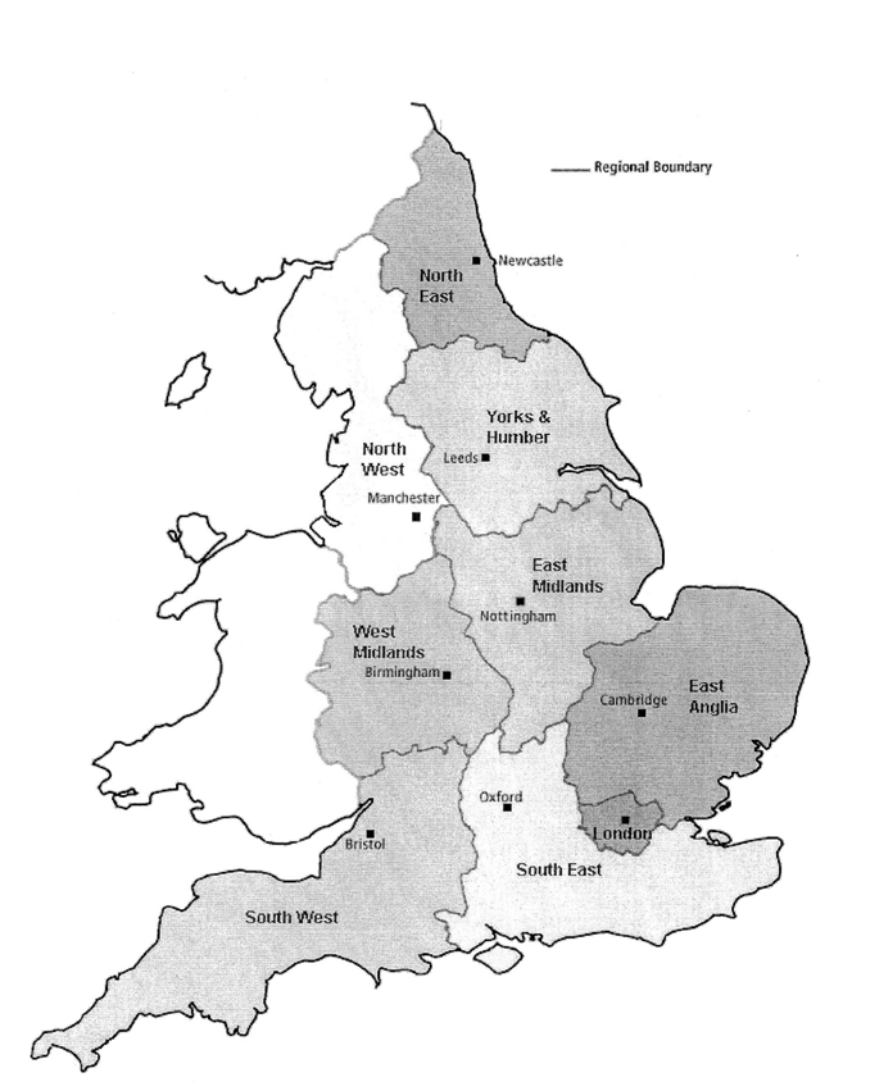 Regional Boundary
Newcastle
North
East
Yorks &
Humber
Leeds
North
West
Manchester
East
Midlands
Nottingham
West
Midlands
Birmingham
East
Anglia
Cambridge
Oxford
London
Bristol
South East
South West